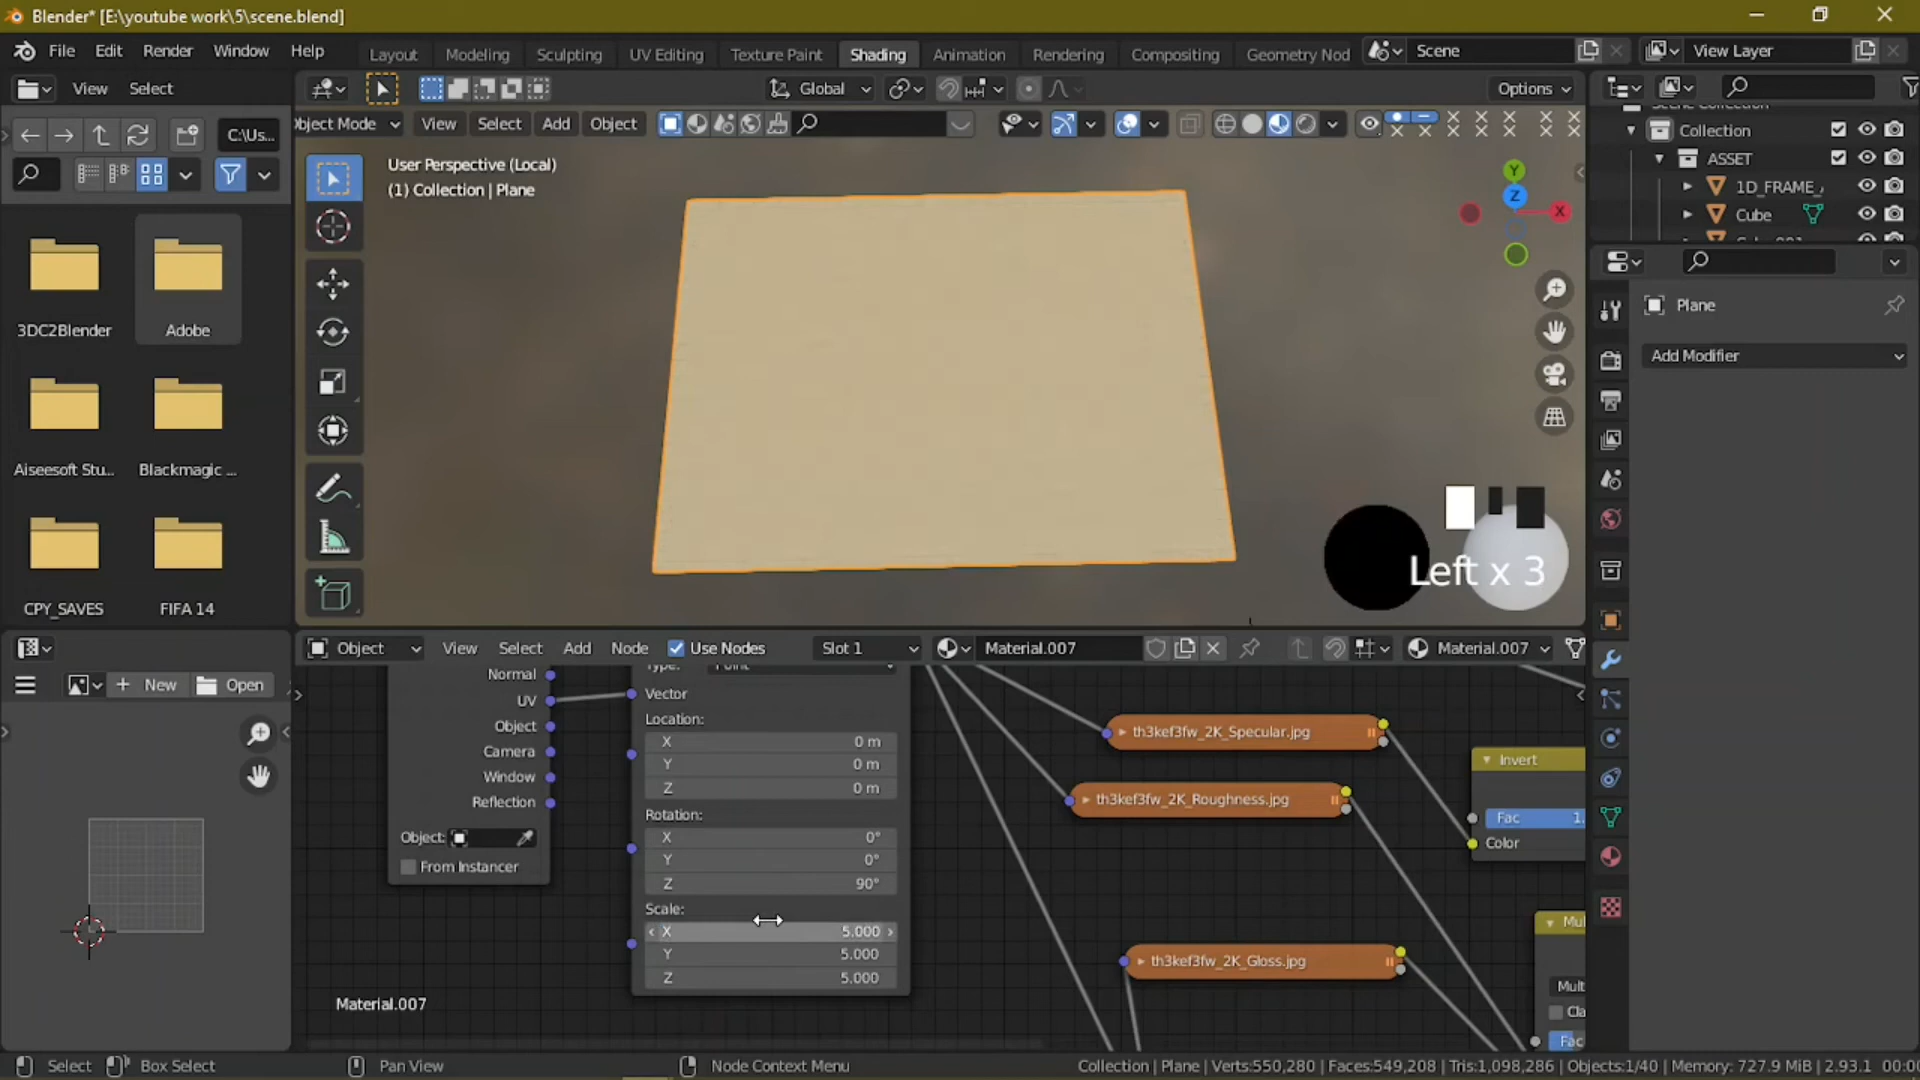 Blender* [E:\youtube work\5\scene.blend]
File Edit Render Window Help
Layout Modeling Sculpting UV Editing Texture Paint Shading Animation Rendering Compositing Geometry Nod
Scene
View Layer
View Select
Global
Options
C:\Us...
bject Mode View Select Add Object
Collection
ASSET
1D_FRAME_
Cube
User Perspective (Local)
(1) Collection | Plane
Y
Z
X
3DC2Blender
Adobe
Aiseesoft Stu...
Blackmagic ...
CPY_SAVES
FIFA 14
Plane
Add Modifier
Left x 3
Object View Select Add Node Use Nodes Slot 1 Material.007 Material.007
New Open
Normal
UV
Object
Camera
Window
Reflection
Object:
From Instancer
Type: Point
Vector
Location:
X 0 m
Y 0 m
Z 0 m
Rotation:
X 0°
Y 0°
Z 90°
Scale:
X 5.000
Y 5.000
Z 5.000
th3kef3fw_2K_Specular.jpg
th3kef3fw_2K_Roughness.jpg
th3kef3fw_2K_Gloss.jpg
Invert
Fac 1.
Color
Mul
Mult
Cla
Fac
Material.007
Select Box Select Pan View Node Context Menu
Collection | Plane | Verts:550,280 | Faces:549,208 | Tris:1,098,286 | Objects:1/40 | Memory: 727.9 MiB | 2.93.1 00:0